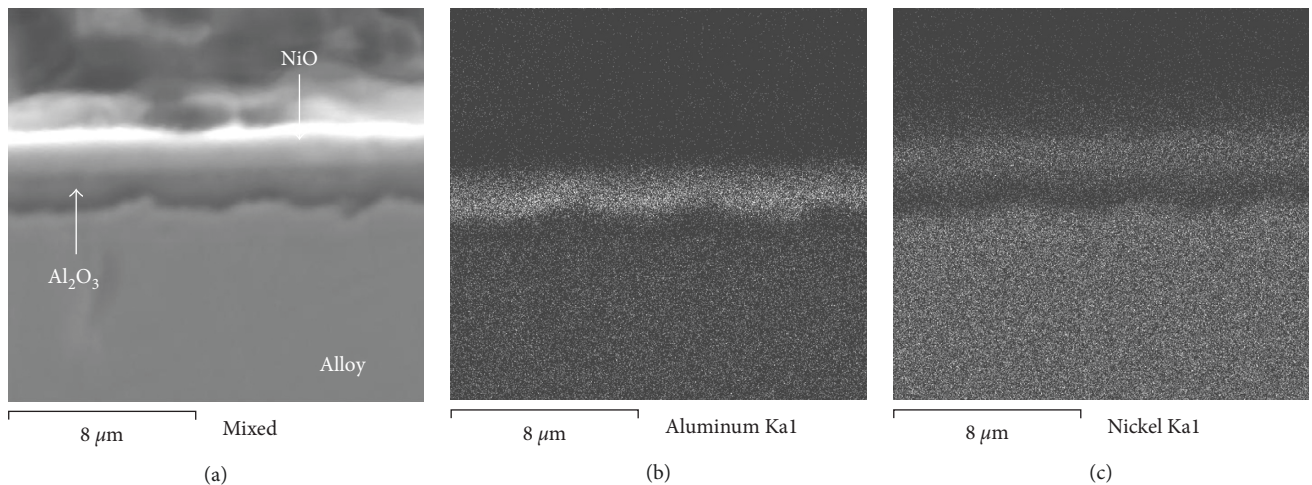 NiO
Al₂O₃
Alloy
8 μm
Mixed
(a)
8 μm
Aluminum Ka1
(b)
8 μm
Nickel Ka1
(c)